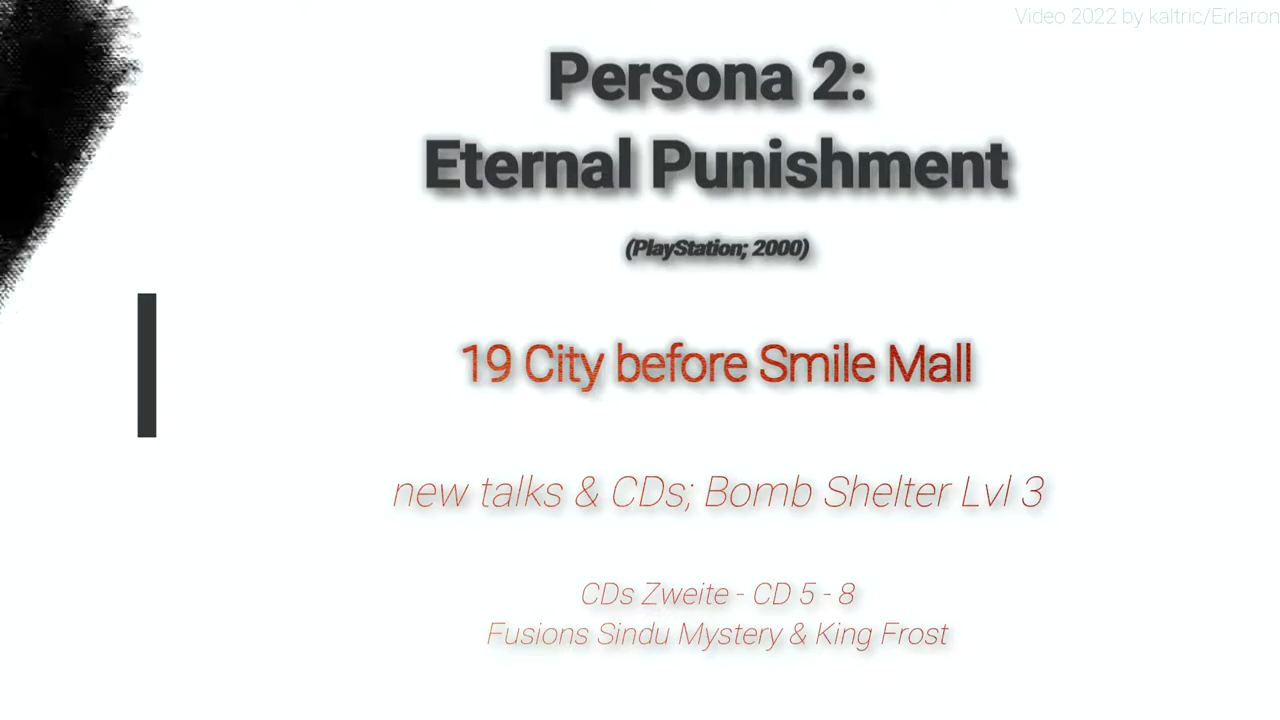 Video 2022 by kaltric/Eirlaron
Persona 2:
Eternal Punishment
(PlayStation; 2000)
19 City before Smile Mall
new talks & CDs; Bomb Shelter Lvl 3
CDs Zweite - CD 5 - 8
Fusions Sindu Mystery & King Frost